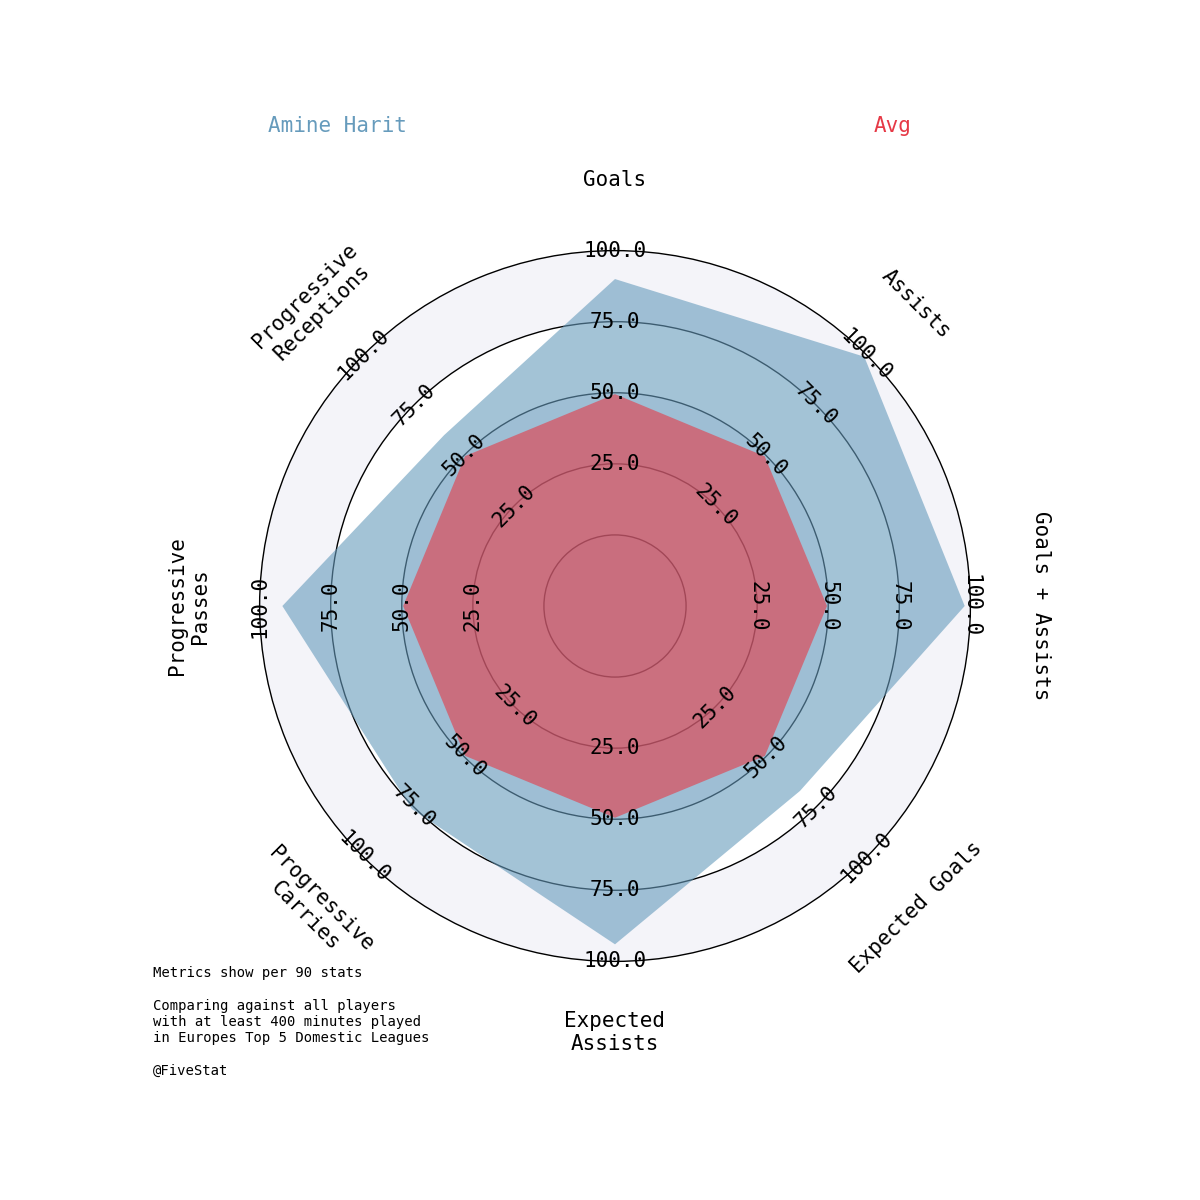 Amine Harit
Avg
Goals
Assists
Goals + Assists
Expected Goals
Expected
Assists
Progressive
Carries
Progressive
Passes
Progressive
Receptions
25.0
50.0
75.0
100.0
25.0
50.0
75.0
100.0
25.0
50.0
75.0
100.0
25.0
50.0
75.0
100.0
25.0
50.0
75.0
100.0
25.0
50.0
75.0
100.0
25.0
50.0
75.0
100.0
25.0
50.0
75.0
100.0
Metrics show per 90 stats
Comparing against all players
with at least 400 minutes played
in Europes Top 5 Domestic Leagues
@FiveStat